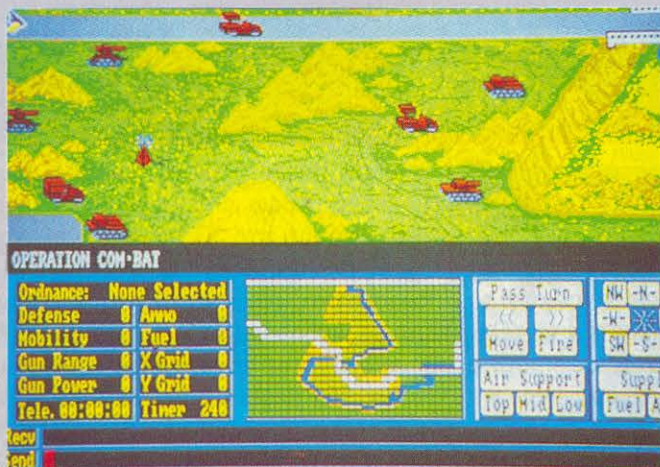 OPERATION COM·BAT
Ordnance: None Selected
Defense 0 Ammo 0
Mobility 0 Fuel 0
Gun Range 0 X Grid 0
Gun Power 0 Y Grid 0
Tele. 00:00:00 Timer 240
Pass Turn
<< >>
Move Fire
Air Support
Top Mid Low
NW -N-
-W-
SW -S-
Fuel
Recv
Send